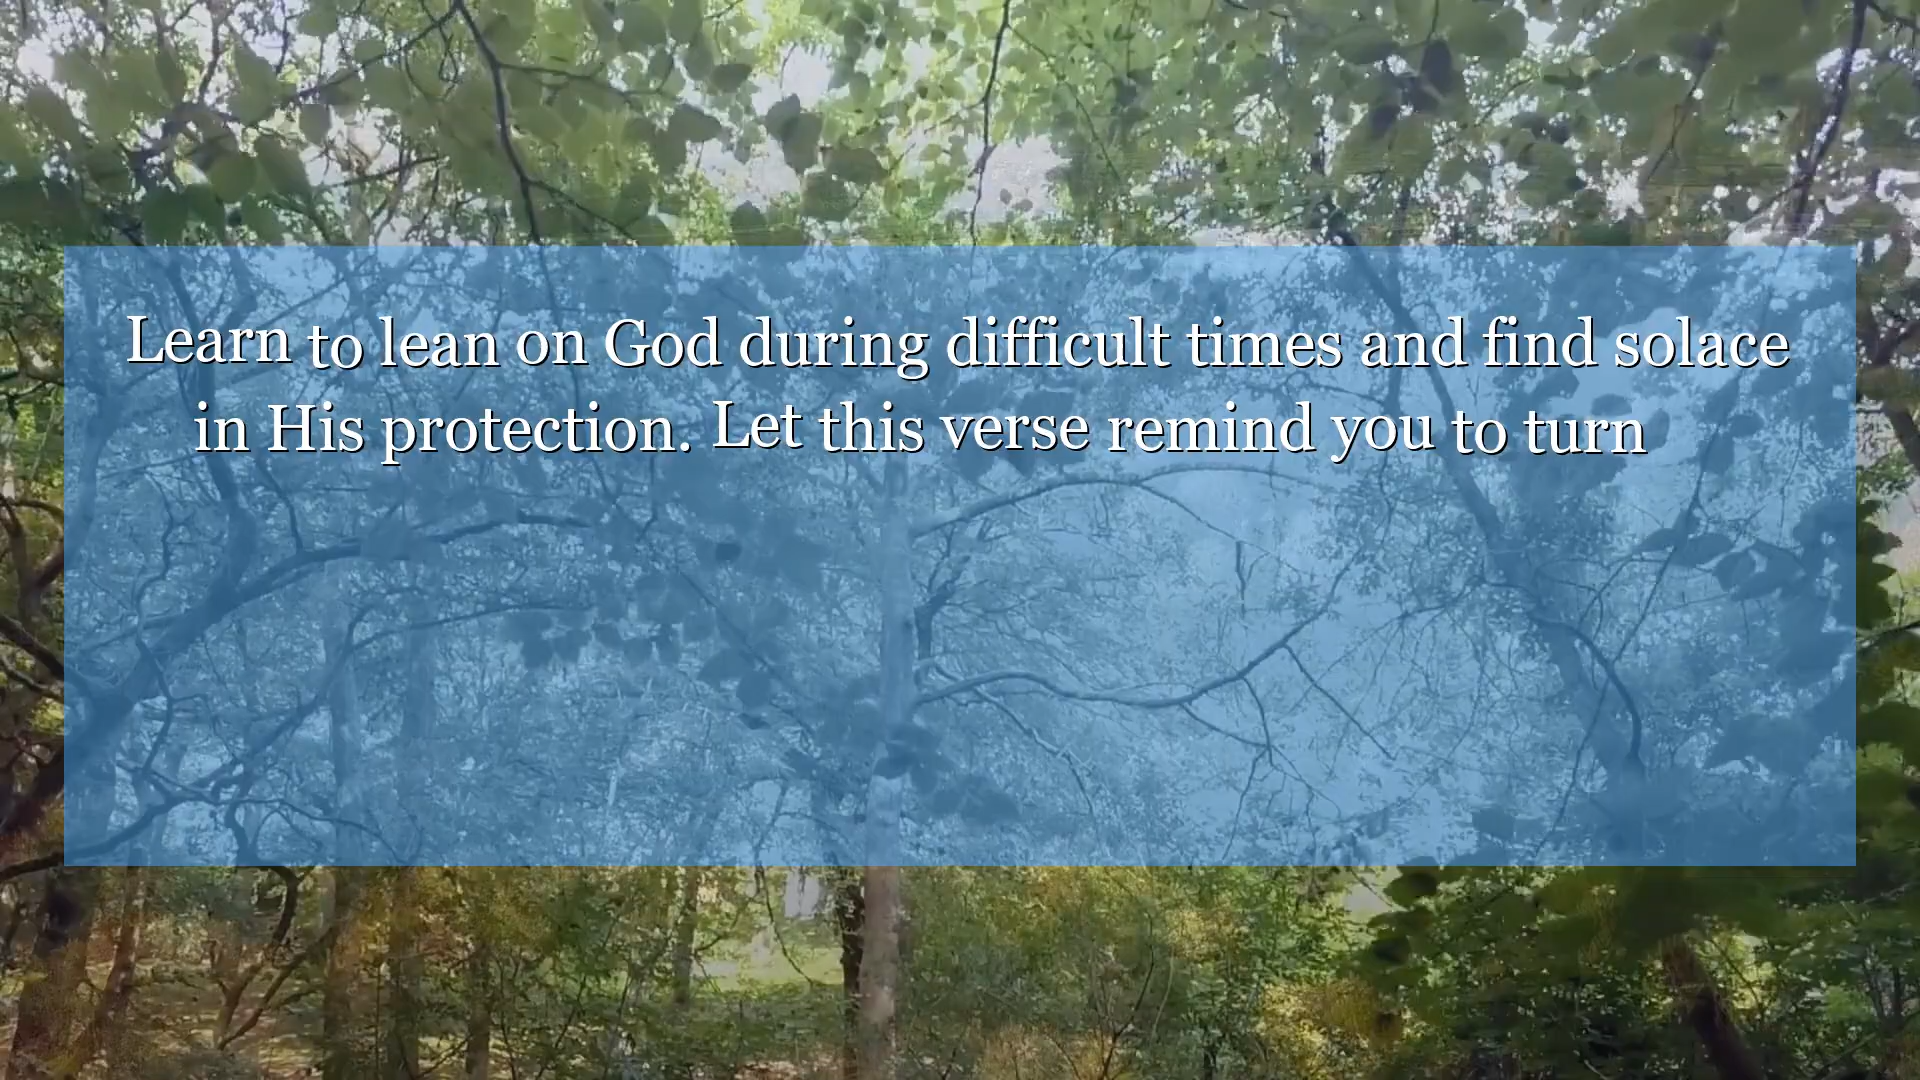 Learn to lean on God during difficult times and find solace
in His protection. Let this verse remind you to turn